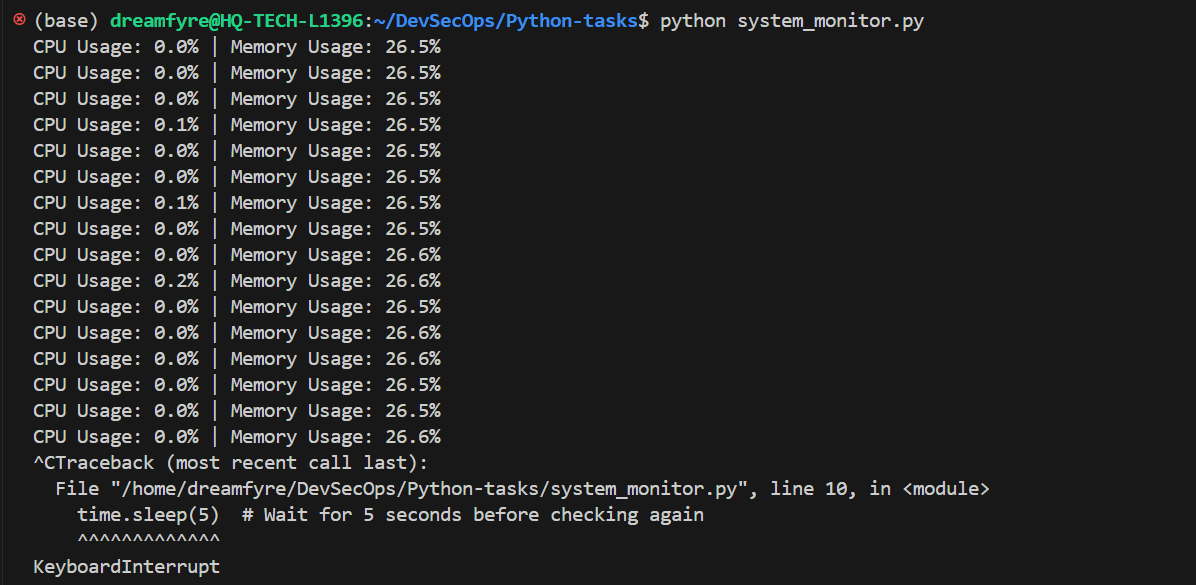 (base) dreamfyre@HQ-TECH-L1396:~/DevSecOps/Python-tasks$ python system_monitor.py
CPU Usage: 0.0% | Memory Usage: 26.5%
CPU Usage: 0.0% | Memory Usage: 26.5%
CPU Usage: 0.0% | Memory Usage: 26.5%
CPU Usage: 0.1% | Memory Usage: 26.5%
CPU Usage: 0.0% | Memory Usage: 26.5%
CPU Usage: 0.0% | Memory Usage: 26.5%
CPU Usage: 0.1% | Memory Usage: 26.5%
CPU Usage: 0.0% | Memory Usage: 26.5%
CPU Usage: 0.0% | Memory Usage: 26.6%
CPU Usage: 0.2% | Memory Usage: 26.6%
CPU Usage: 0.0% | Memory Usage: 26.5%
CPU Usage: 0.0% | Memory Usage: 26.6%
CPU Usage: 0.0% | Memory Usage: 26.6%
CPU Usage: 0.0% | Memory Usage: 26.5%
CPU Usage: 0.0% | Memory Usage: 26.5%
CPU Usage: 0.0% | Memory Usage: 26.6%
^CTraceback (most recent call last):
  File "/home/dreamfyre/DevSecOps/Python-tasks/system_monitor.py", line 10, in <module>
    time.sleep(5)  # Wait for 5 seconds before checking again
    ^^^^^^^^^^^^^
KeyboardInterrupt